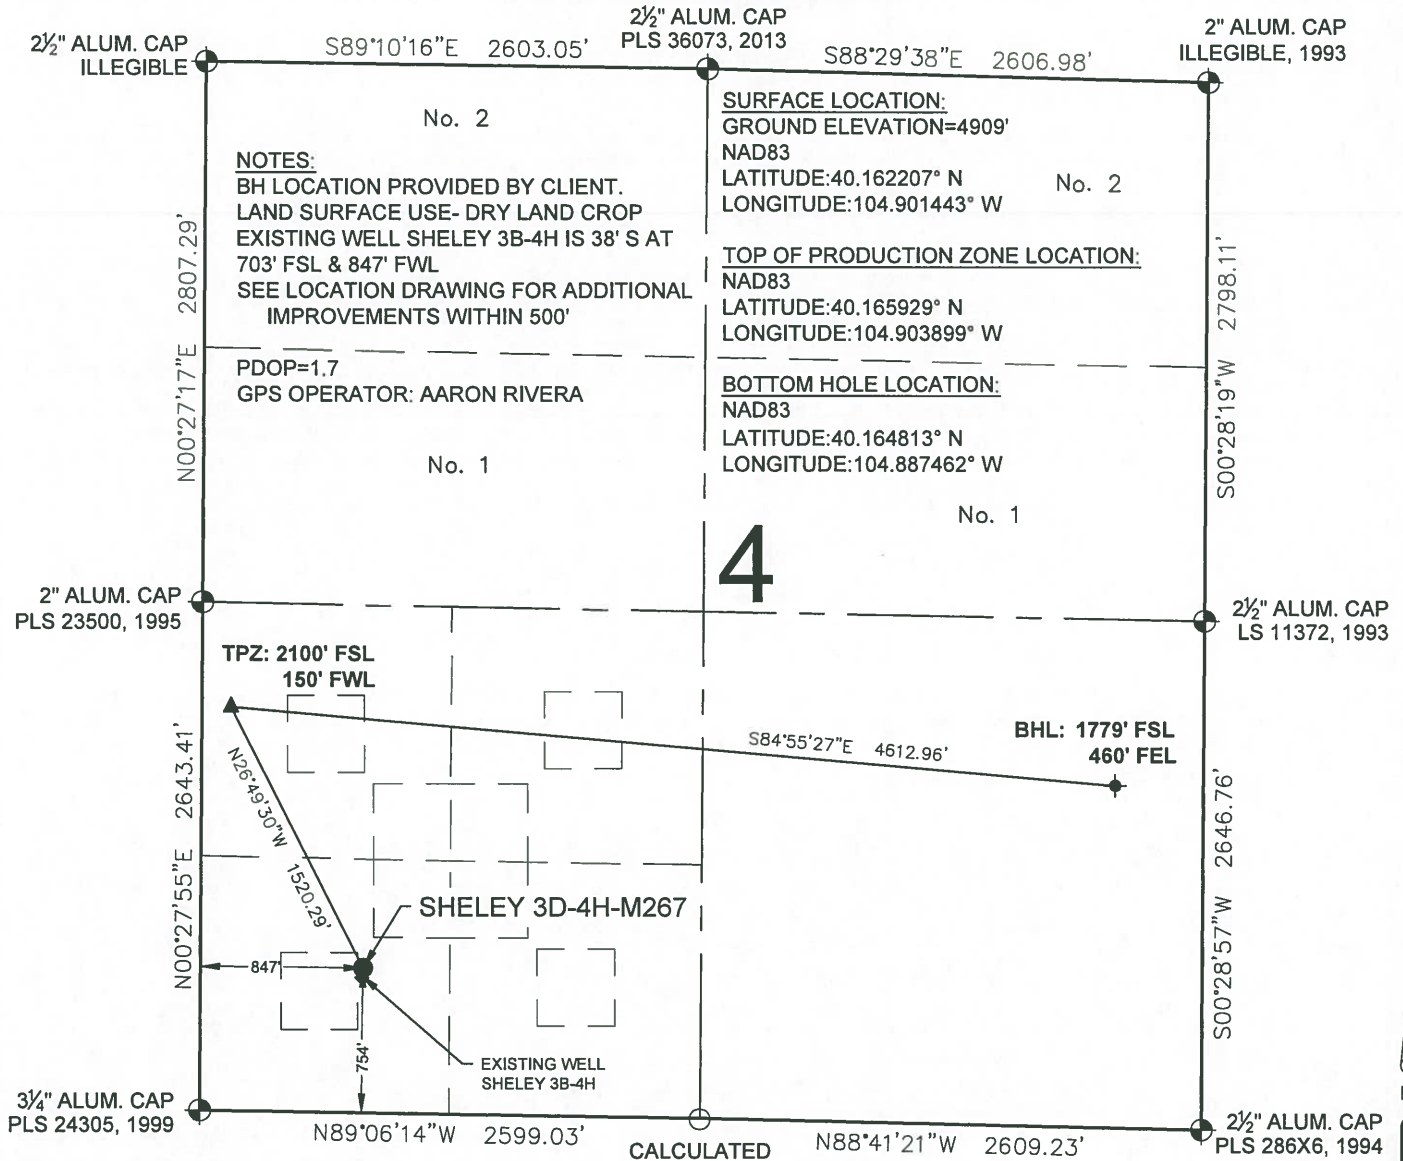 2½" ALUM. CAP
ILLEGIBLE
S89°10'16"E 2603.05'
2½" ALUM. CAP
PLS 36073, 2013
S88°29'38"E 2606.98'
2" ALUM. CAP
ILLEGIBLE, 1993
No. 2
NOTES:
BH LOCATION PROVIDED BY CLIENT.
LAND SURFACE USE- DRY LAND CROP
EXISTING WELL SHELEY 3B-4H IS 38' S AT
703' FSL & 847' FWL
SEE LOCATION DRAWING FOR ADDITIONAL
IMPROVEMENTS WITHIN 500'
PDOP=1.7
GPS OPERATOR: AARON RIVERA
No. 1
SURFACE LOCATION:
GROUND ELEVATION=4909'
NAD83
LATITUDE:40.162207° N
LONGITUDE:104.901443° W
No. 2
TOP OF PRODUCTION ZONE LOCATION:
NAD83
LATITUDE:40.165929° N
LONGITUDE:104.903899° W
BOTTOM HOLE LOCATION:
NAD83
LATITUDE:40.164813° N
LONGITUDE:104.887462° W
No. 1
N00°27'17"E 2807.29'
S00°28'19"W 2798.11'
4
2" ALUM. CAP
PLS 23500, 1995
2½" ALUM. CAP
LS 11372, 1993
TPZ: 2100' FSL
150' FWL
S84°55'27"E 4612.96'
BHL: 1779' FSL
460' FEL
N26°49'30"W 1520.29'
N00°27'55"E 2643.41'
S00°28'57"W 2646.76'
SHELEY 3D-4H-M267
847'
754'
EXISTING WELL
SHELEY 3B-4H
3¼" ALUM. CAP
PLS 24305, 1999
N89°06'14"W 2599.03'
CALCULATED
N88°41'21"W 2609.23'
2½" ALUM. CAP
PLS 286X6, 1994